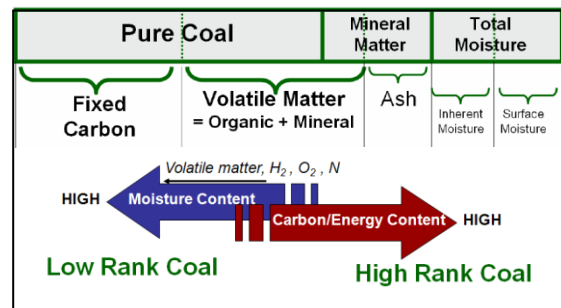 Pure Coal
Mineral
Matter
Total
Moisture
Fixed
Carbon
Volatile Matter
= Organic + Mineral
Ash
Inherent
Moisture
Surface
Moisture
Volatile matter, H2 , O2 , N
HIGH
Moisture Content
Carbon/Energy Content
HIGH
Low Rank Coal
High Rank Coal